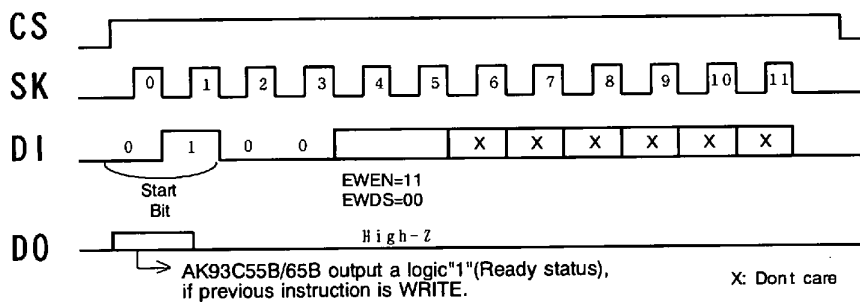 CS
SK 0 1 2 3 4 5 6 7 8 9 10 11
DI 0 1 0 0 X X X X X X
Start
Bit
EWEN=11
EWDS=00
DO High-Z
AK93C55B/65B output a logic"1"(Ready status),
if previous instruction is WRITE.
X: Dont care